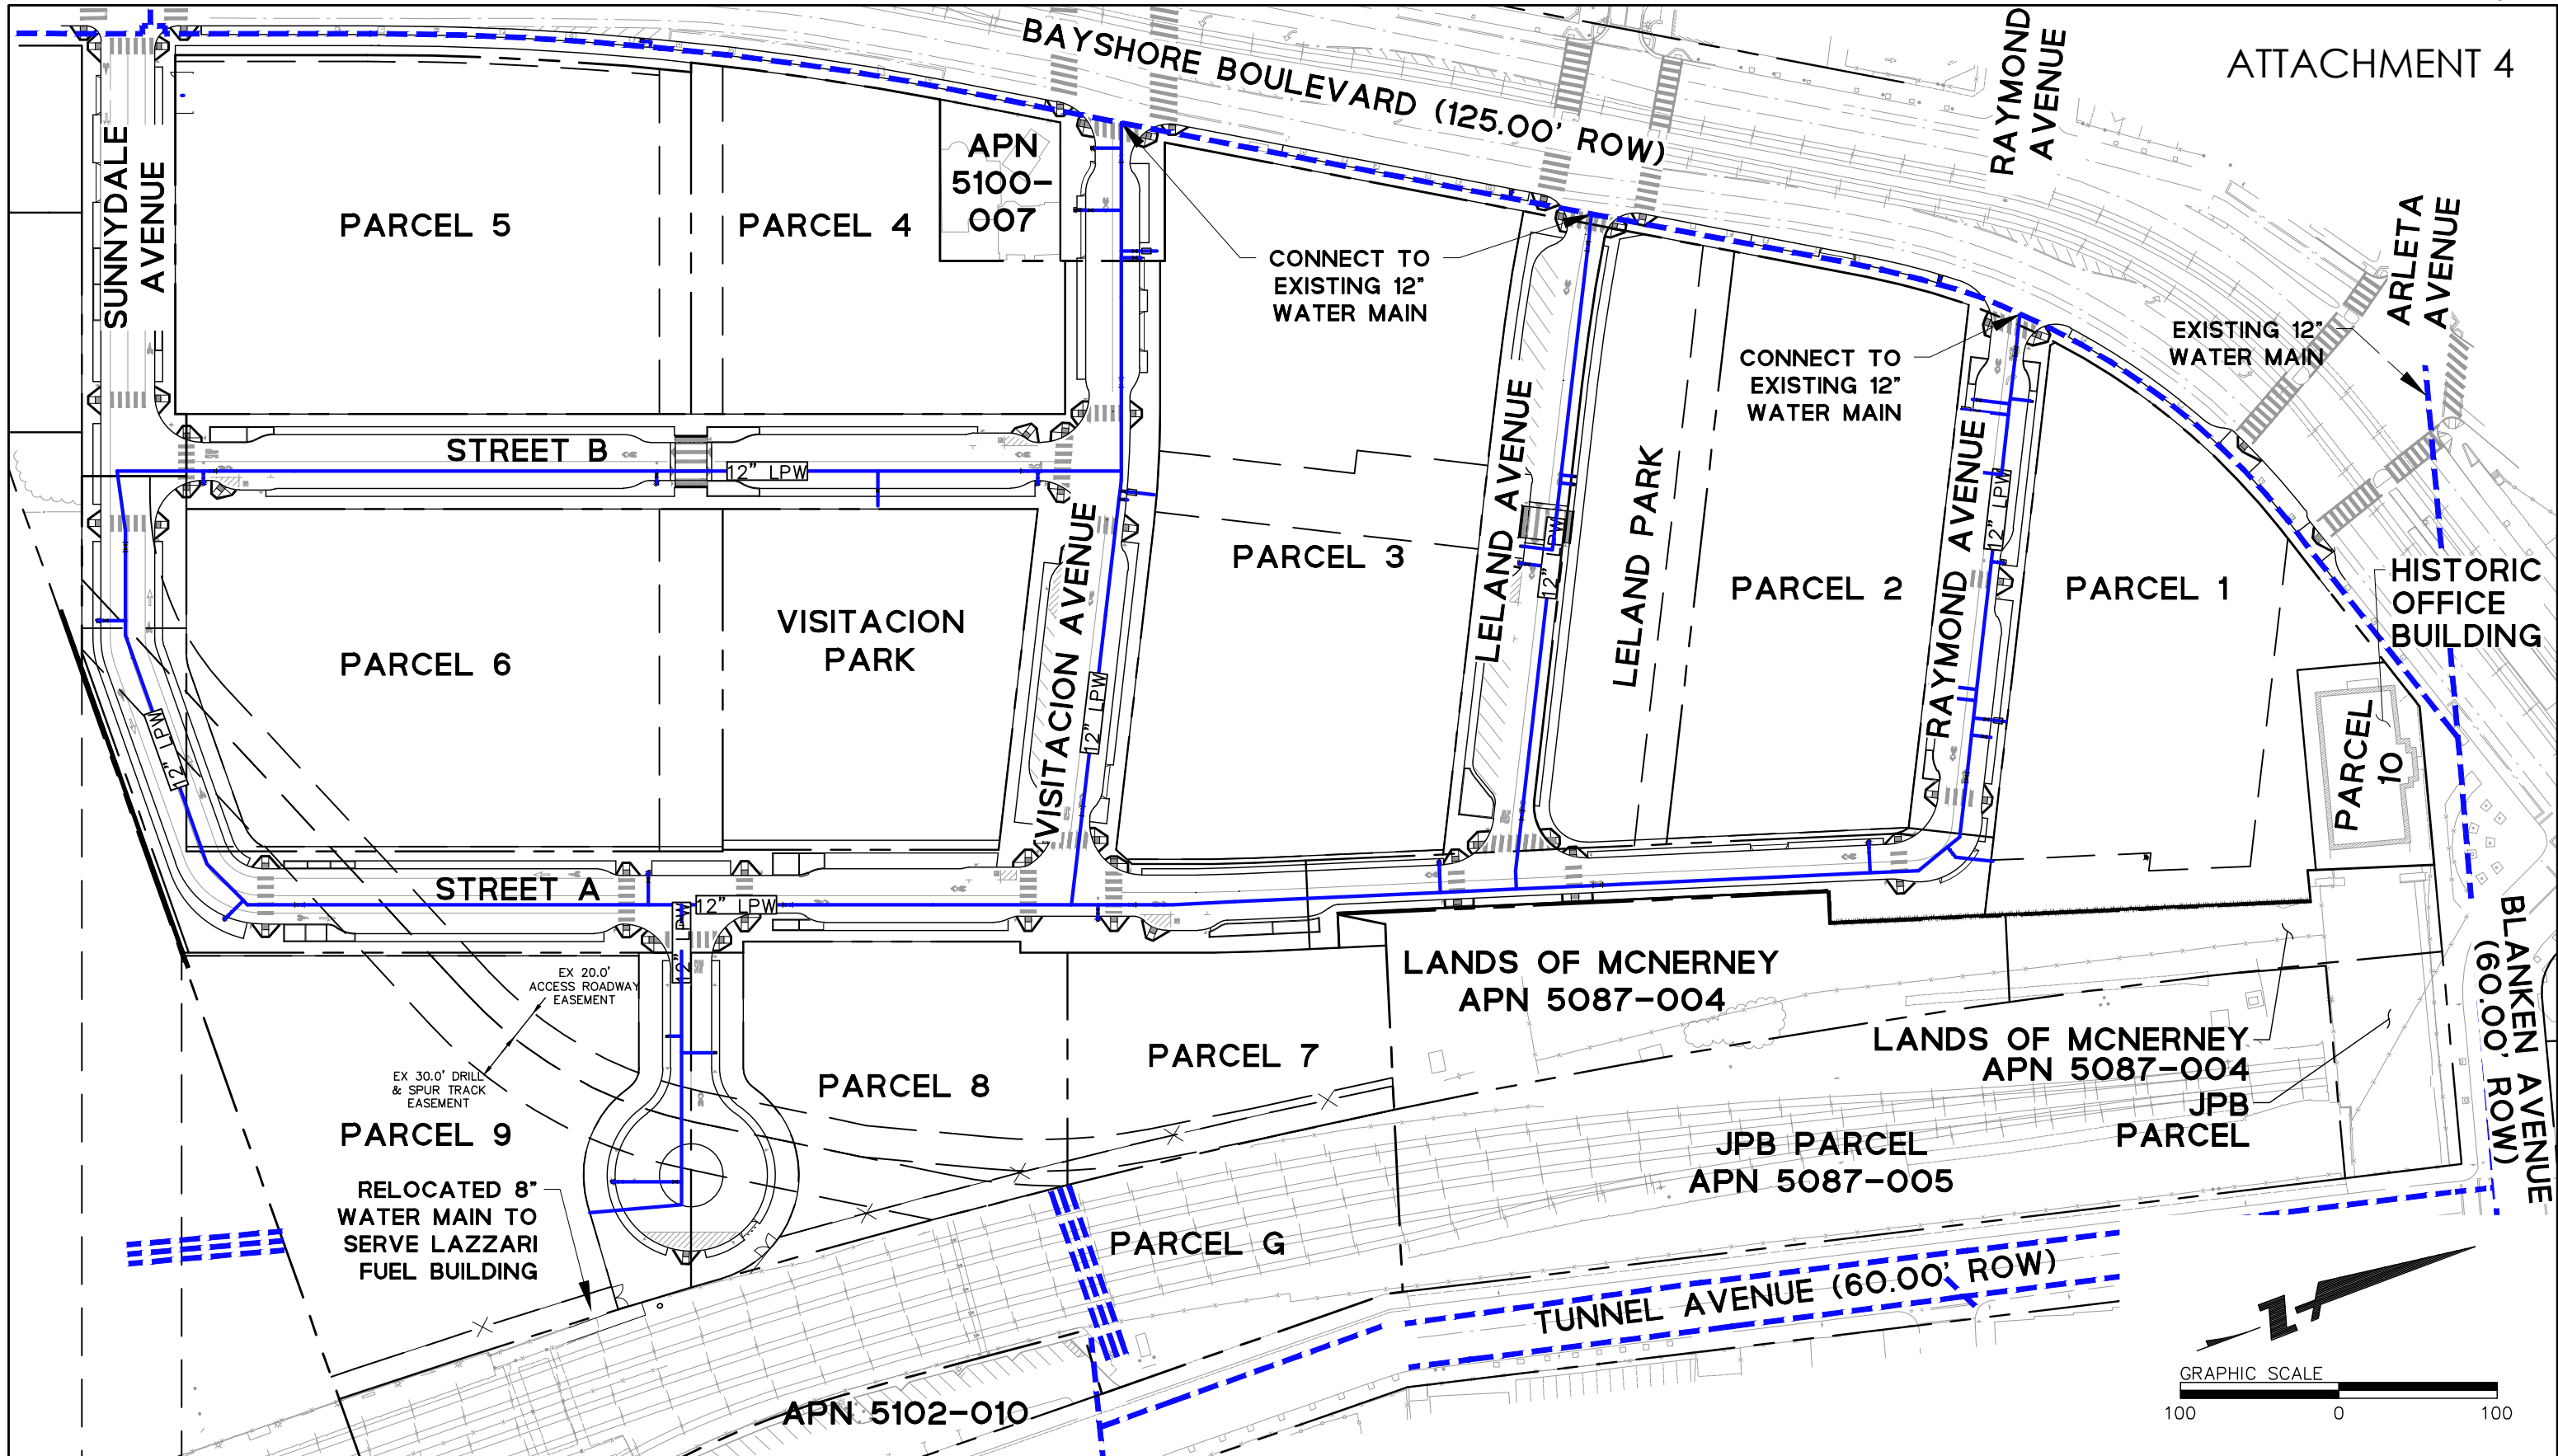 ATTACHMENT 4
BAYSHORE BOULEVARD (125.00' ROW)
RAYMOND
AVENUE
ARLETA
AVENUE
SUNNYDALE
AVENUE
PARCEL 5
PARCEL 4
APN
5100-
007
CONNECT TO
EXISTING 12"
WATER MAIN
CONNECT TO
EXISTING 12"
WATER MAIN
EXISTING 12"
WATER MAIN
STREET B
12" LPW
VISITACION AVENUE
12" LPW
LELAND AVENUE
12" LPW
LELAND PARK
RAYMOND AVENUE
12" LPW
PARCEL 3
PARCEL 2
PARCEL 1
HISTORIC
OFFICE
BUILDING
PARCEL 6
VISITACION
PARK
12" LPW
PARCEL
10
STREET A
12" LPW
12" LPW
BLANKEN AVENUE
(60.00' ROW)
EX 20.0'
ACCESS ROADWAY
EASEMENT
EX 30.0' DRILL
& SPUR TRACK
EASEMENT
PARCEL 9
PARCEL 8
PARCEL 7
LANDS OF MCNERNEY
APN 5087-004
LANDS OF MCNERNEY
APN 5087-004
JPB
PARCEL
JPB PARCEL
APN 5087-005
RELOCATED 8"
WATER MAIN TO
SERVE LAZZARI
FUEL BUILDING
PARCEL G
TUNNEL AVENUE (60.00' ROW)
APN 5102-010
GRAPHIC SCALE
100
0
100